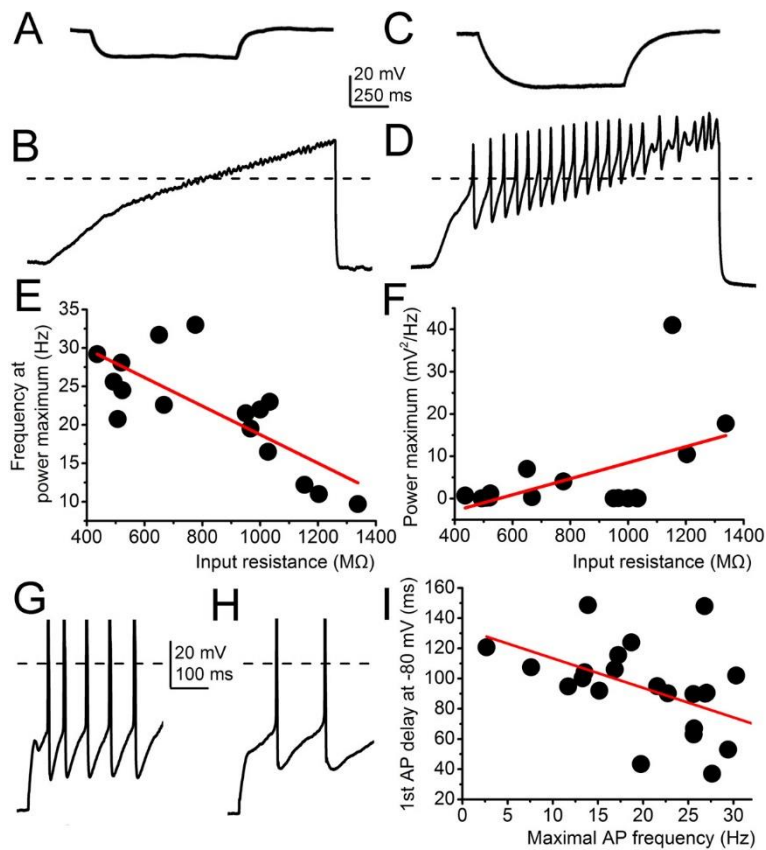 A
C
20 mV
250 ms
B
D
E
F
35
30
25
20
15
10
Frequency at
power maximum (Hz)
400 600 800 1000 1200 1400
Input resistance (MΩ)
40
30
20
10
0
Power maximum (mV²/Hz)
400 600 800 1000 1200 1400
Input resistance (MΩ)
G
20 mV
100 ms
H
I
160
140
120
100
80
60
40
20
1st AP delay at -80 mV (ms)
0 5 10 15 20 25 30
Maximal AP frequency (Hz)